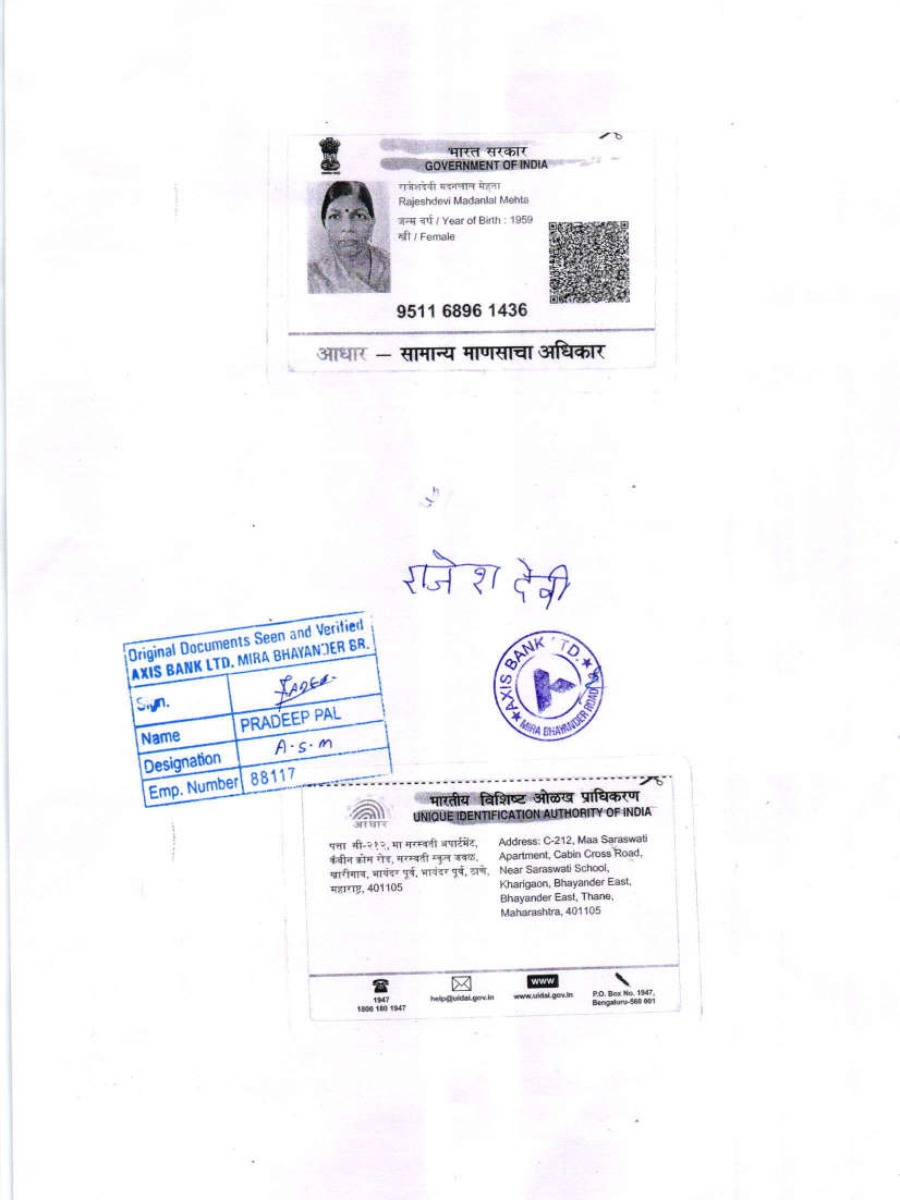 भारत सरकार
GOVERNMENT OF INDIA
राजेशदेवी मदनलाल मेहता
Rajeshdevi Madanlal Mehta
जन्म वर्ष / Year of Birth : 1959
स्त्री / Female
9511 6896 1436
आधार – सामान्य माणसाचा अधिकार
राजेश देवी
Original Documents Seen and Verified
AXIS BANK LTD. MIRA BHAYANDER BR.
Sign.
Name PRADEEP PAL
Designation A.S.M
Emp. Number 88117
AXIS BANK LTD.
MIRA BHAYANDER ROAD
भारतीय विशिष्ट ओळख प्राधिकरण
UNIQUE IDENTIFICATION AUTHORITY OF INDIA
आधार
पत्ता सी-२१२, मा सरस्वती अपार्टमेंट,
केबीन क्रोस रोड, सरस्वती स्कुल जवळ,
खारीगाव, भायंदर पूर्व, भायंदर पूर्व, ठाणे,
महाराष्ट्र, 401105
Address: C-212, Maa Saraswati
Apartment, Cabin Cross Road,
Near Saraswati School,
Kharigaon, Bhayander East,
Bhayander East, Thane,
Maharashtra, 401105
1947
1800 180 1947
help@uidai.gov.in
www
www.uidai.gov.in
P.O. Box No. 1947,
Bengaluru-560 001